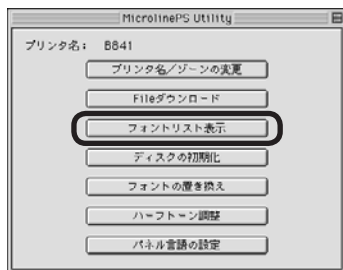 MicrolinePS Utility
プリンタ名： B841
プリンタ名／ゾーンの変更
Fileダウンロード
フォントリスト表示
ディスクの初期化
フォントの置き換え
ハーフトーン調整
パネル言語の設定